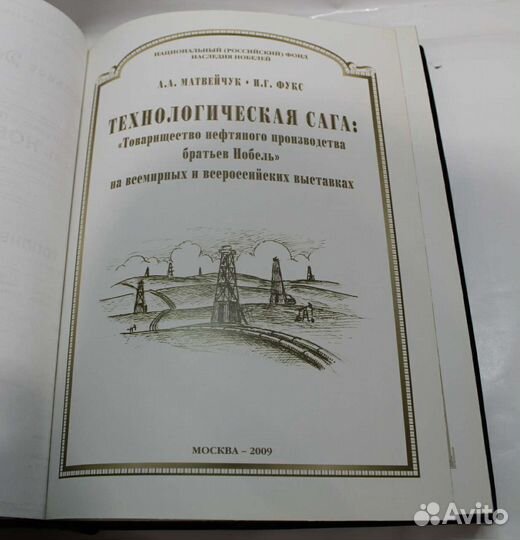 НАЦИОНАЛЬНЫЙ (РОССИЙСКИЙ) ФОНД
НАСЛЕДИЯ НОБЕЛЕЙ
А.А. МАТВЕЙЧУК • И.Г. ФУКС
ТЕХНОЛОГИЧЕСКАЯ САГА:
«Товарищество нефтяного производства
братьев Нобель»
на всемирных и всероссийских выставках
МОСКВА – 2009
Avito